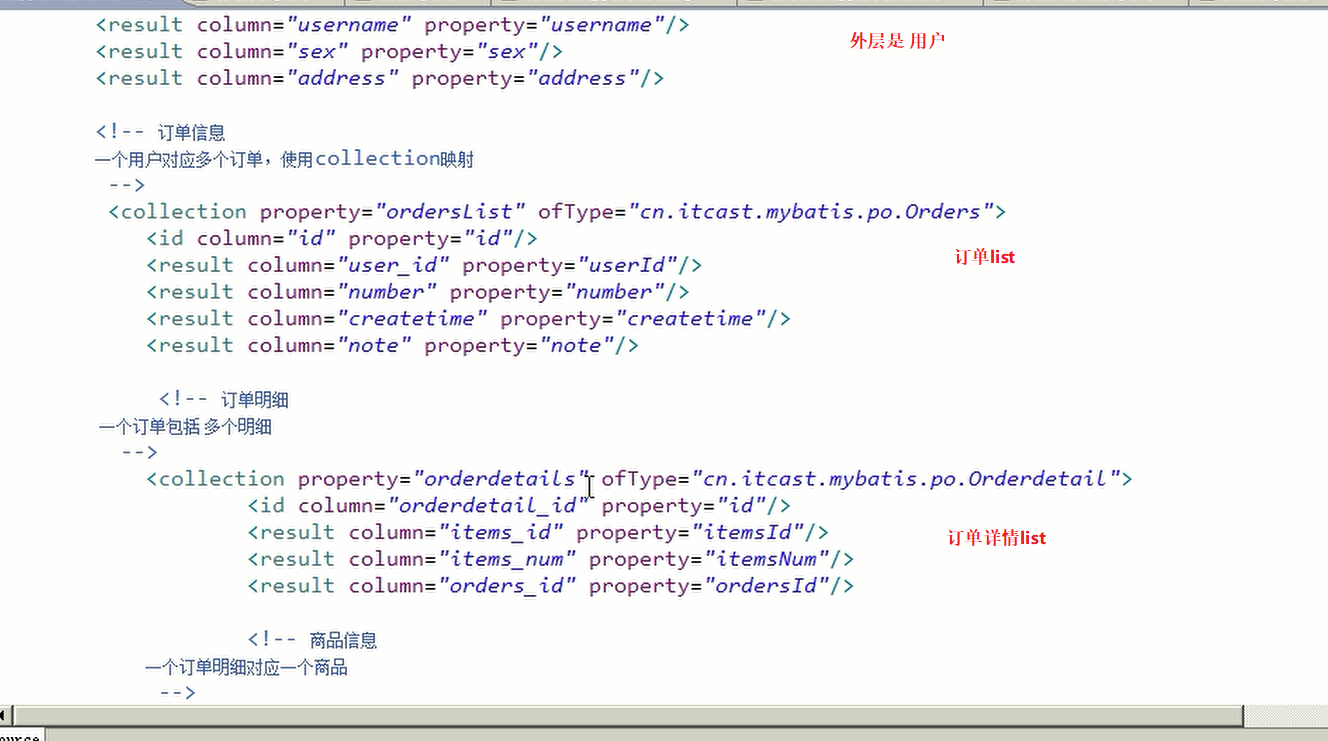 <result column="username" property="username"/>
外层是 用户
<result column="sex" property="sex"/>
<result column="address" property="address"/>
<!-- 订单信息
一个用户对应多个订单，使用collection映射
-->
<collection property="ordersList" ofType="cn.itcast.mybatis.po.Orders">
<id column="id" property="id"/>
订单list
<result column="user_id" property="userId"/>
<result column="number" property="number"/>
<result column="createtime" property="createtime"/>
<result column="note" property="note"/>
<!-- 订单明细
一个订单包括 多个明细
-->
<collection property="orderdetails" ofType="cn.itcast.mybatis.po.Orderdetail">
<id column="orderdetail_id" property="id"/>
<result column="items_id" property="itemsId"/>
订单详情list
<result column="items_num" property="itemsNum"/>
<result column="orders_id" property="ordersId"/>
<!-- 商品信息
一个订单明细对应一个商品
-->